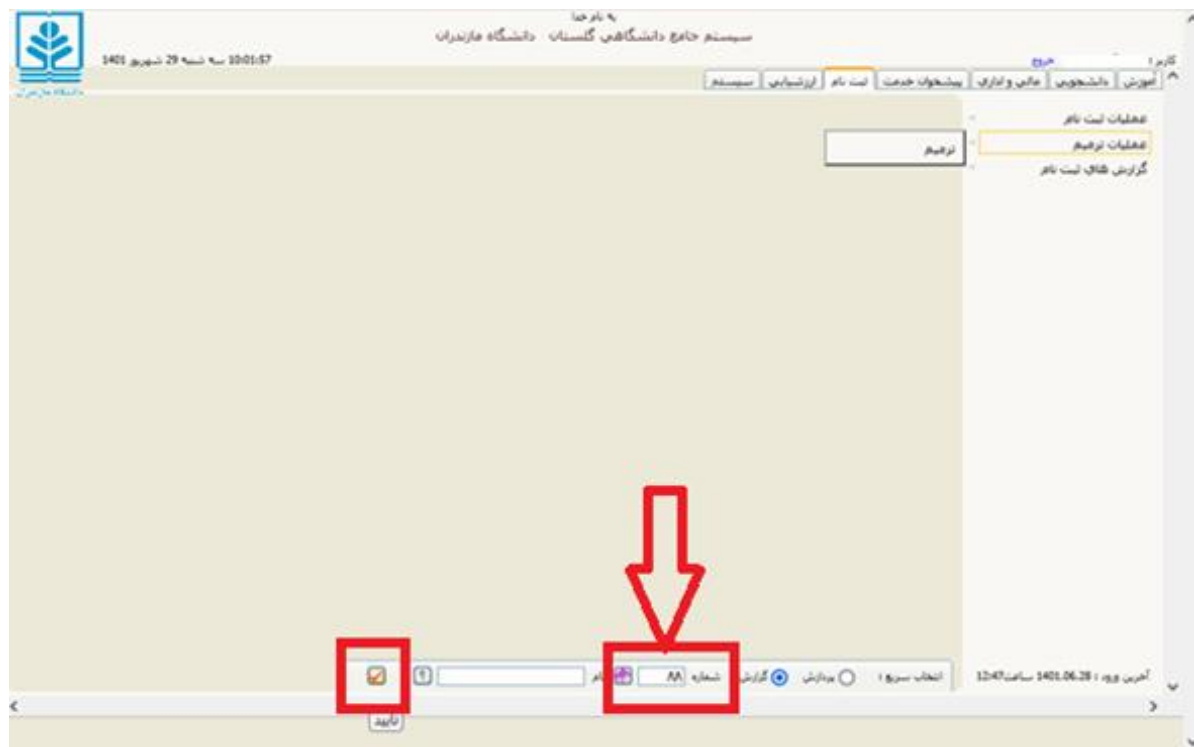 به نام خدا
سیستم جامع دانشگاهی گلستان دانشگاه مازندران
10:01:57 سه شنبه 29 شهریور 1401
کاربر : خروج
آموزش دانشجویی مالی و اداری پیشخوان خدمت ثبت نام ارزشیابی سیستم
دانشگاه مازندران
عملیات ثبت نام
عملیات ترمیم
ترمیم
گزارش های ثبت نام
آخرین ورود : 1401.06.28 ساعت12:47
انتخاب سریع : پردازش گزارش شماره ۸۸ نام
تایید